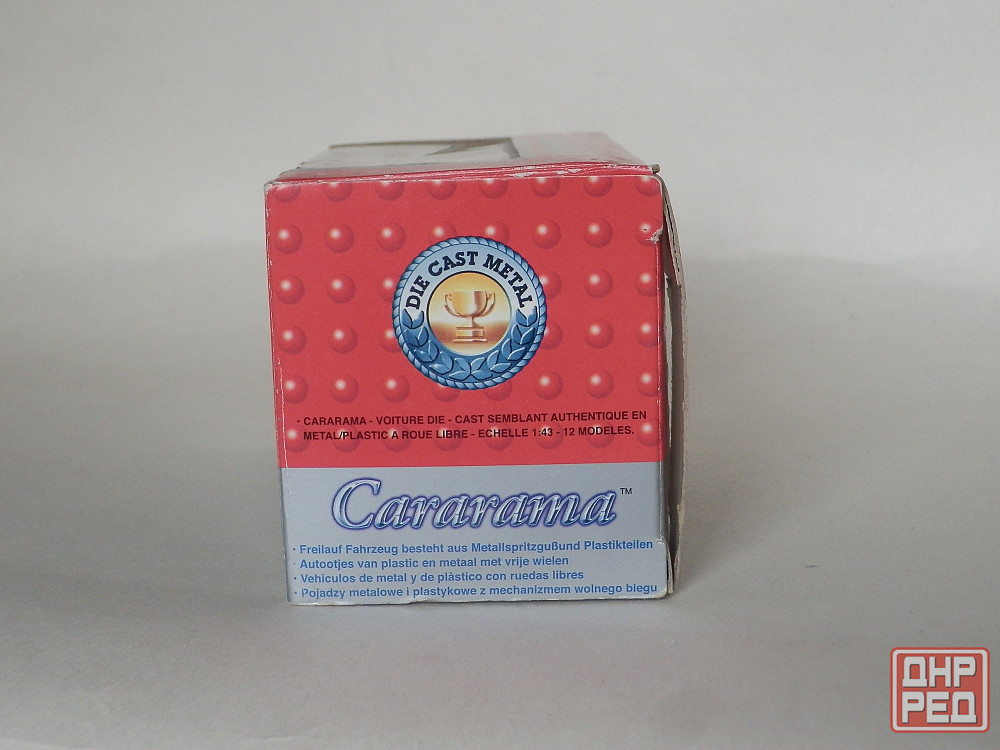 DIE CAST METAL
· CARARAMA - VOITURE DIE - CAST SEMBLANT AUTHENTIQUE EN
METAL/PLASTIC A ROUE LIBRE - ECHELLE 1:43 - 12 MODELES.
Cararama™
· Freilauf Fahrzeug besteht aus Metallspritzgußund Plastikteilen
· Autootjes van plastic en metaal met vrije wielen
· Vehiculos de metal y de plàstico con ruedas libres
· Pojadzy metalowe i plastykowe z mechanizmem wolnego biegu
ДНР
РЕД